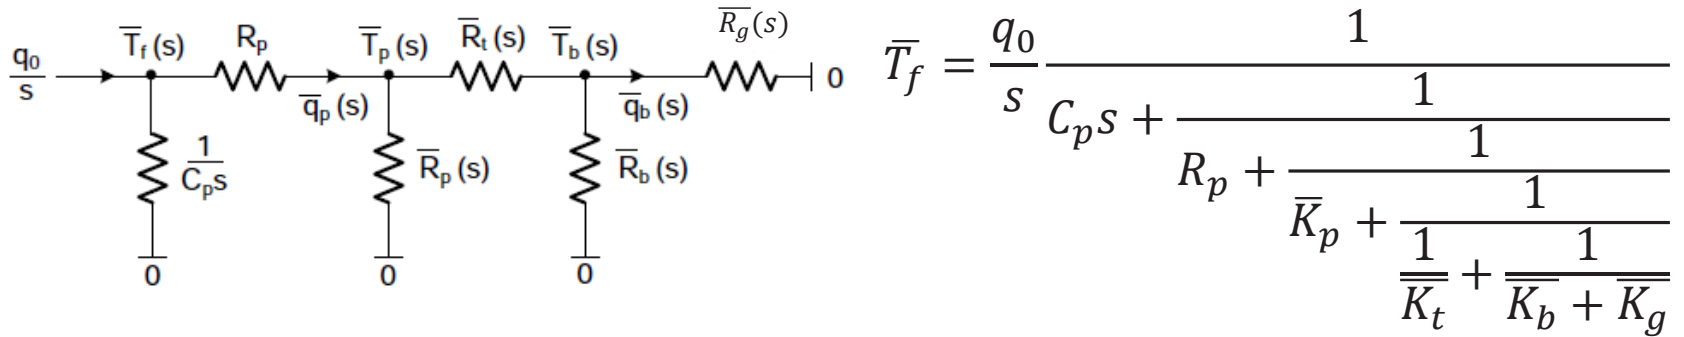 q₀/s
T̅f(s)
Rp
T̅p(s)
R̅t(s)
T̅b(s)
R̅g(s)
q̅p(s)
q̅b(s)
0
1/(Cps)
R̅p(s)
R̅b(s)
0
0
0
T̅f = q₀/s 1/(Cps + 1/(Rp + 1/(K̅p + 1/(1/K̅t + 1/(K̅b + K̅g)))))